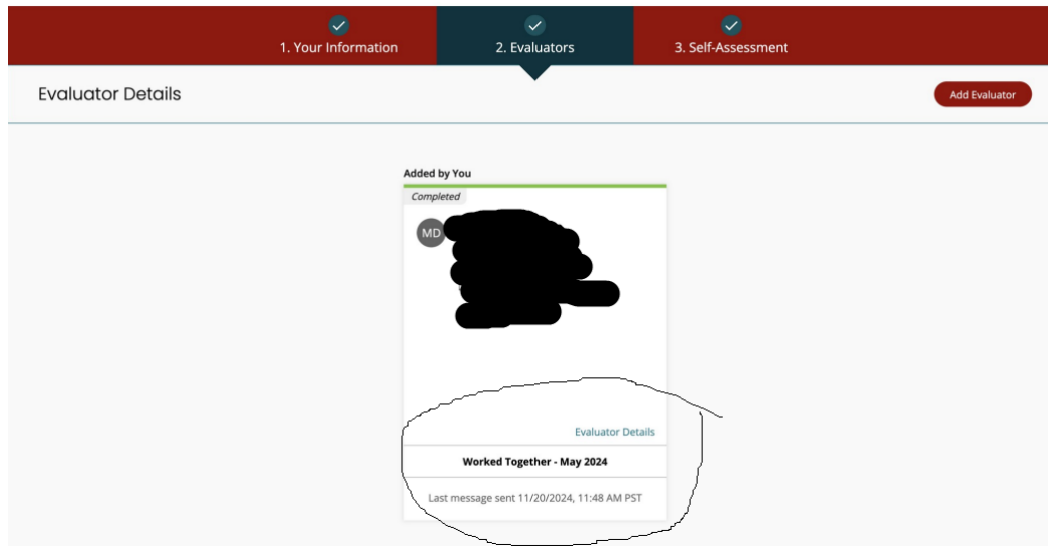 1. Your Information
2. Evaluators
3. Self-Assessment
Evaluator Details
Add Evaluator
Added by You
Completed
MD
Evaluator Details
Worked Together - May 2024
Last message sent 11/20/2024, 11:48 AM PST